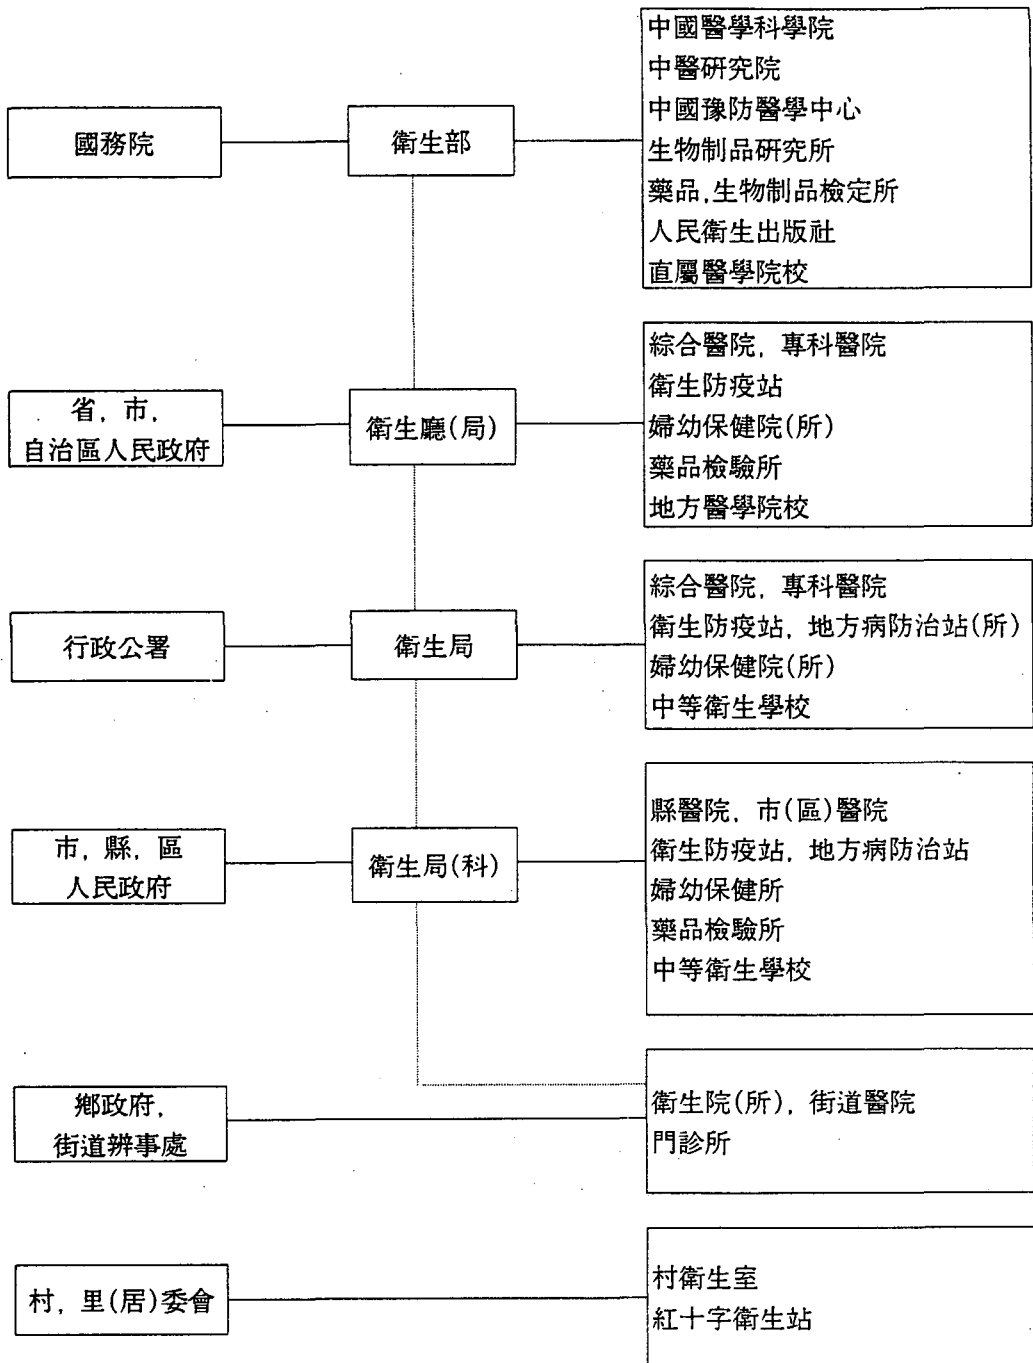 國務院
衛生部
中國醫學科學院
中醫研究院
中國豫防醫學中心
生物制品研究所
藥品,生物制品檢定所
人民衛生出版社
直屬醫學院校
省, 市,
自治區人民政府
衛生廳(局)
綜合醫院, 專科醫院
衛生防疫站
婦幼保健院(所)
藥品檢驗所
地方醫學院校
行政公署
衛生局
綜合醫院, 專科醫院
衛生防疫站, 地方病防治站(所)
婦幼保健院(所)
中等衛生學校
市, 縣, 區
人民政府
衛生局(科)
縣醫院, 市(區)醫院
衛生防疫站, 地方病防治站
婦幼保健所
藥品檢驗所
中等衛生學校
鄕政府,
街道辨事處
衛生院(所), 街道醫院
門診所
村, 里(居)委會
村衛生室
紅十字衛生站